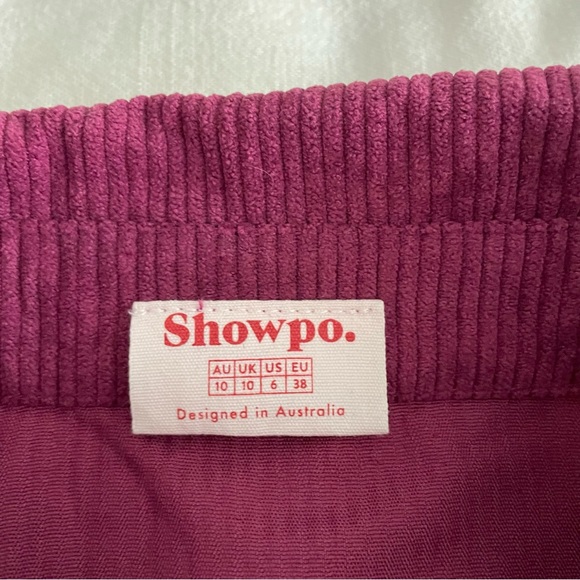 Showpo.
AU UK US EU
10 10 6 38
Designed in Australia